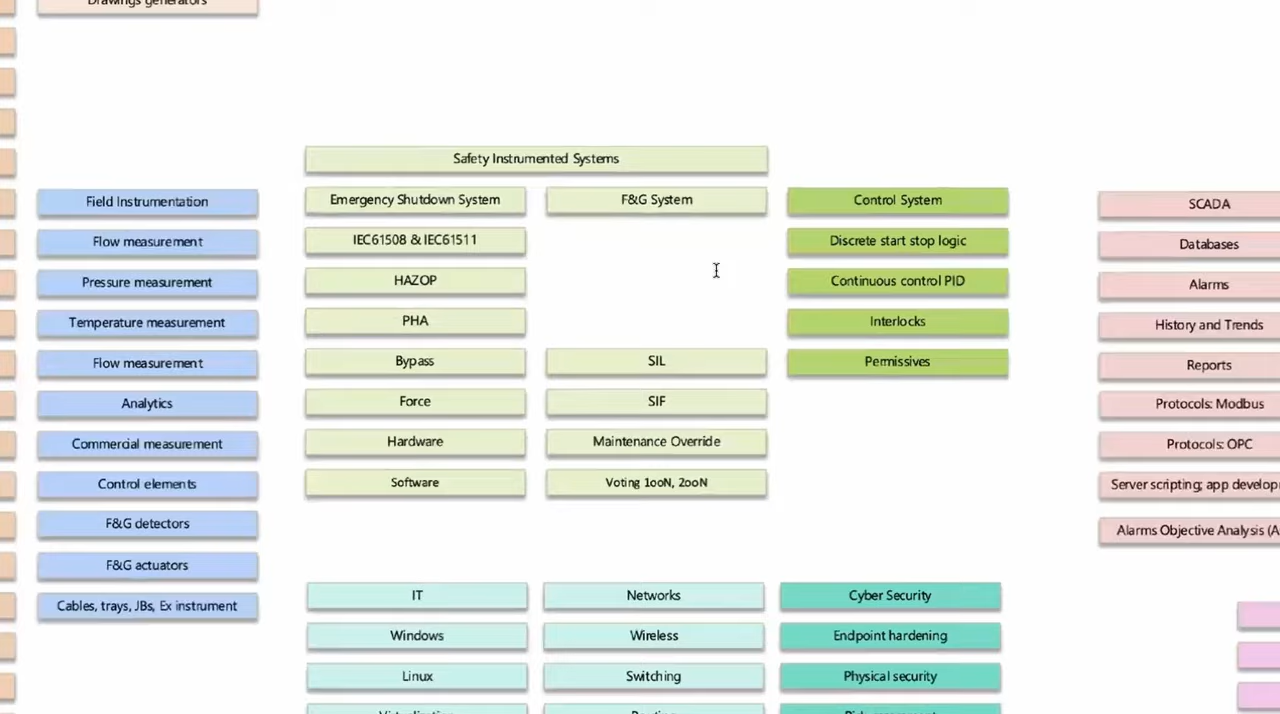 Drawings generators
Field Instrumentation
Flow measurement
Pressure measurement
Temperature measurement
Flow measurement
Analytics
Commercial measurement
Control elements
F&G detectors
F&G actuators
Cables, trays, JBs, Ex instrument
Safety Instrumented Systems
Emergency Shutdown System
IEC61508 & IEC61511
HAZOP
PHA
Bypass
Force
Hardware
Software
F&G System
SIL
SIF
Maintenance Override
Voting 1ooN, 2ooN
Control System
Discrete start stop logic
Continuous control PID
Interlocks
Permissives
SCADA
Databases
Alarms
History and Trends
Reports
Protocols: Modbus
Protocols: OPC
Server scripting; app develop
Alarms Objective Analysis (A
IT
Windows
Linux
Networks
Wireless
Switching
Cyber Security
Endpoint hardening
Physical security